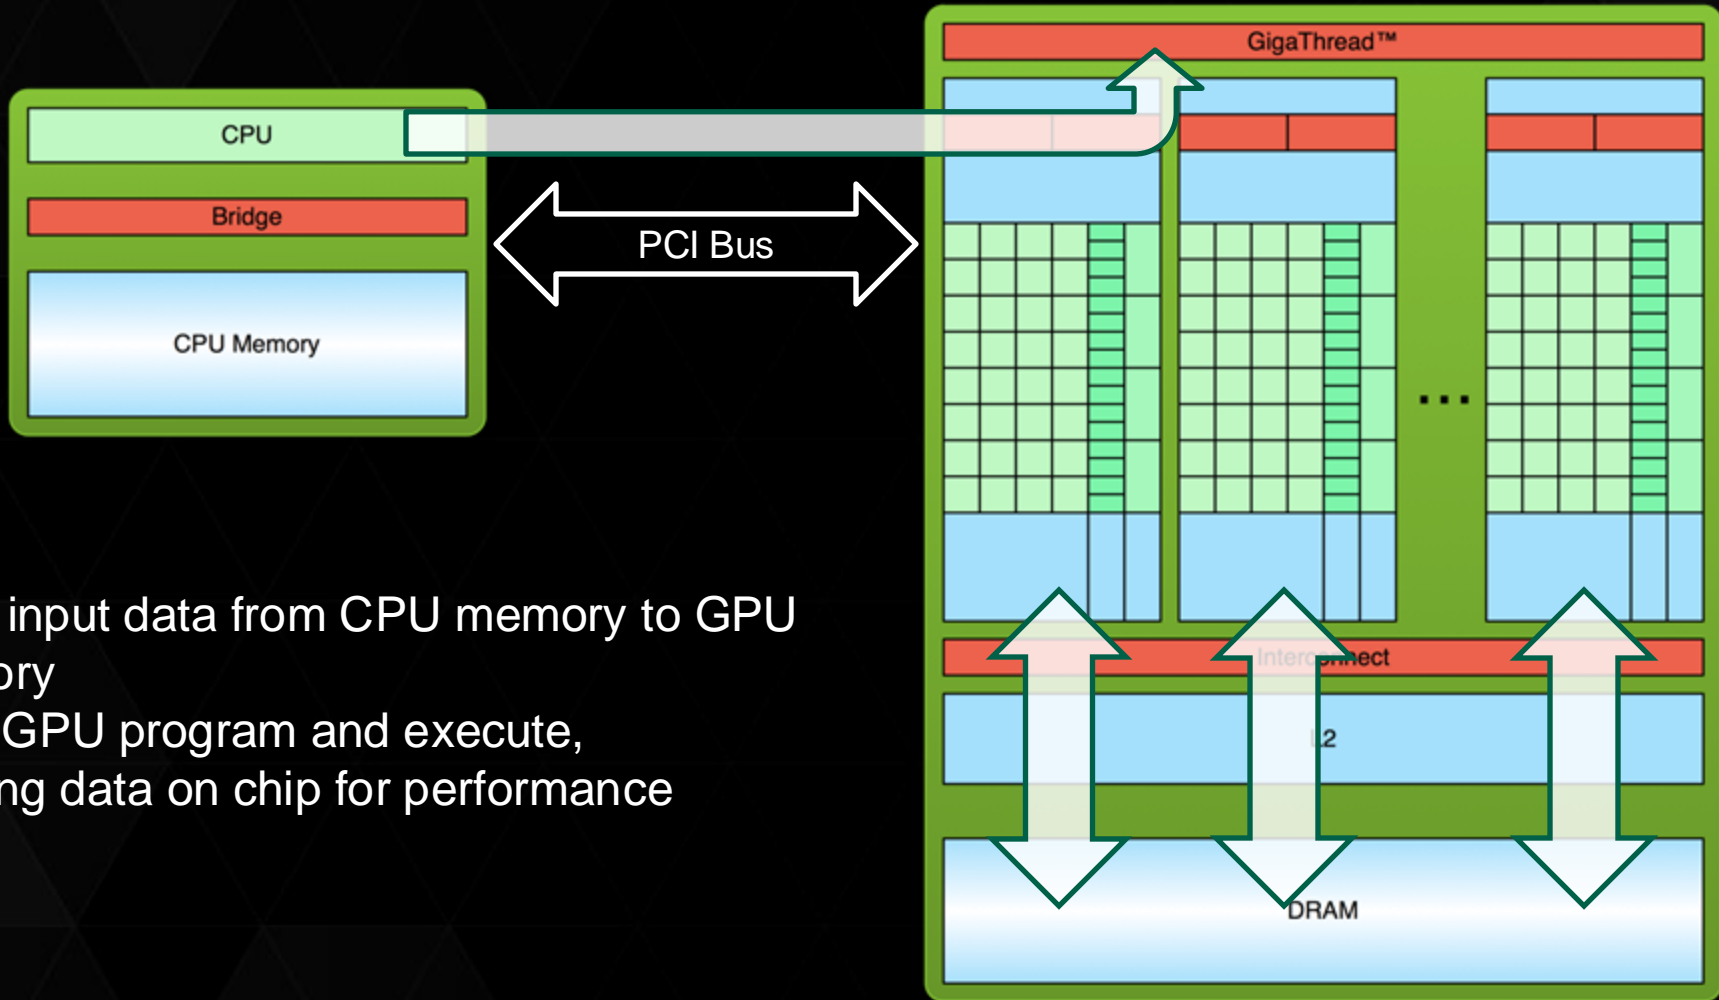 GigaThread™
CPU
Bridge
PCI Bus
CPU Memory
...
input data from CPU memory to GPU
ory
GPU program and execute,
ng data on chip for performance
Interconnect
L2
DRAM